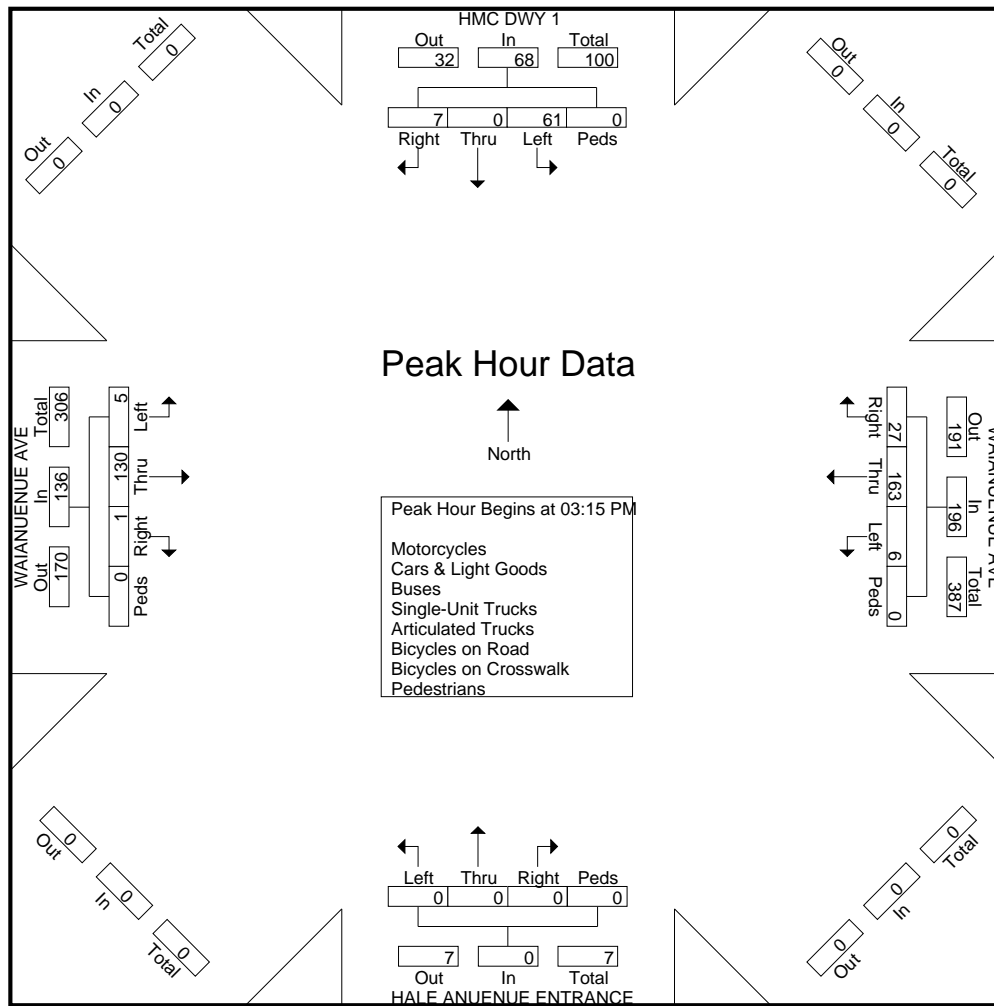 HMC DWY 1
Out In Total
32 68 100
7 0 61 0
Right Thru Left Peds
Total
0
In
0
Out
0
Out
0
In
0
Total
0
WAIANUENUE AVE
Out In Total
170 136 306
0 1 130 5
Peds Right Thru Left
Peak Hour Data
North
Peak Hour Begins at 03:15 PM
Motorcycles
Cars & Light Goods
Buses
Single-Unit Trucks
Articulated Trucks
Bicycles on Road
Bicycles on Crosswalk
Pedestrians
Right Thru Left Peds
27 163 6 0
191 196 387
Out In Total
WAIANUENUE AVE
0
Out
0
In
0
Total
0
Total
0
In
0
Out
Left Thru Right Peds
0 0 0 0
7 0 7
Out In Total
HALE ANUENUE ENTRANCE